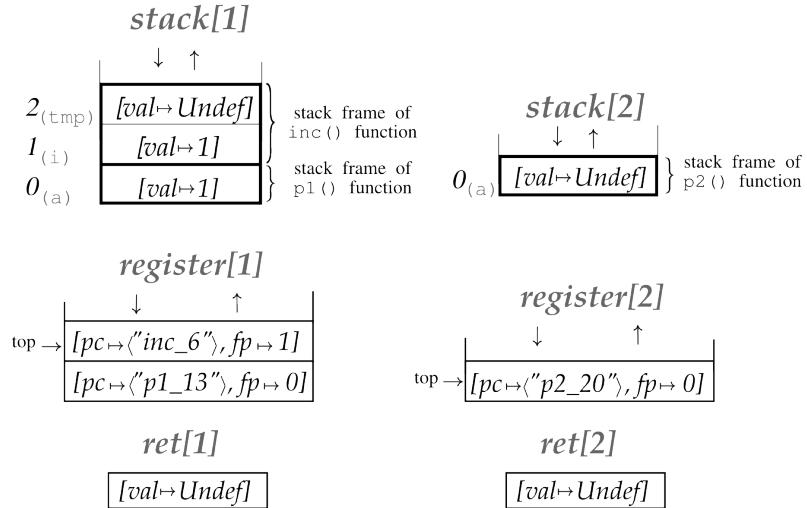 stack[1]
↓ ↑
2(tmp) [val↦Undef]
1(i) [val↦1]
0(a) [val↦1]
stack frame of
inc() function
stack frame of
p1() function
stack[2]
↓ ↑
0(a) [val↦Undef]
stack frame of
p2() function
register[1]
↓ ↑
top → [pc↦⟨"inc_6"⟩, fp↦1]
[pc↦⟨"p1_13"⟩, fp↦0]
register[2]
↓ ↑
top → [pc↦⟨"p2_20"⟩, fp↦0]
ret[1]
[val↦Undef]
ret[2]
[val↦Undef]